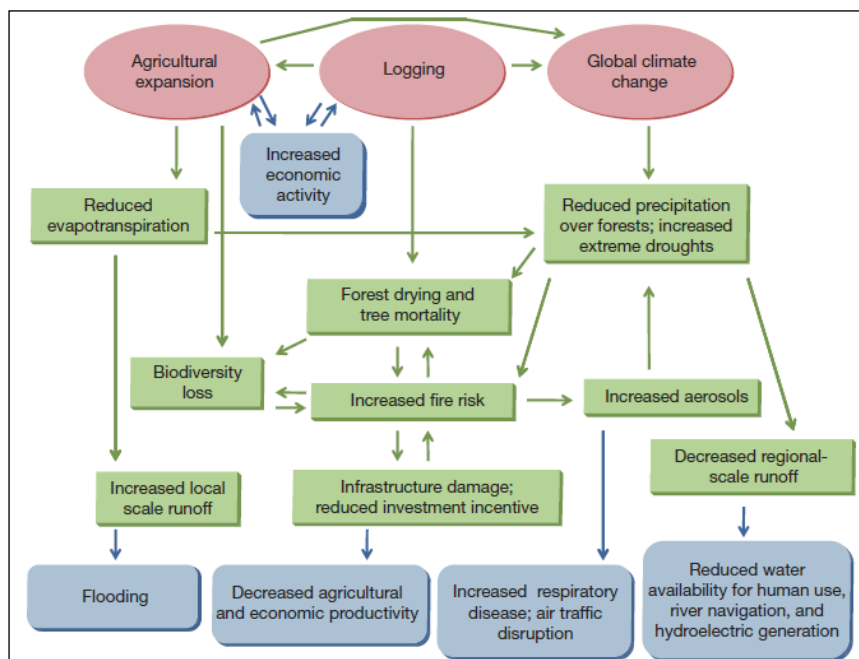 Agricultural
expansion
Logging
Global climate
change
Increased
economic
activity
Reduced
evapotranspiration
Reduced precipitation
over forests; increased
extreme droughts
Forest drying and
tree mortality
Biodiversity
loss
Increased fire risk
Increased aerosols
Decreased regional-
scale runoff
Increased local
scale runoff
Infrastructure damage;
reduced investment incentive
Flooding
Decreased agricultural
and economic productivity
Increased respiratory
disease; air traffic
disruption
Reduced water
availability for human use,
river navigation, and
hydroelectric generation